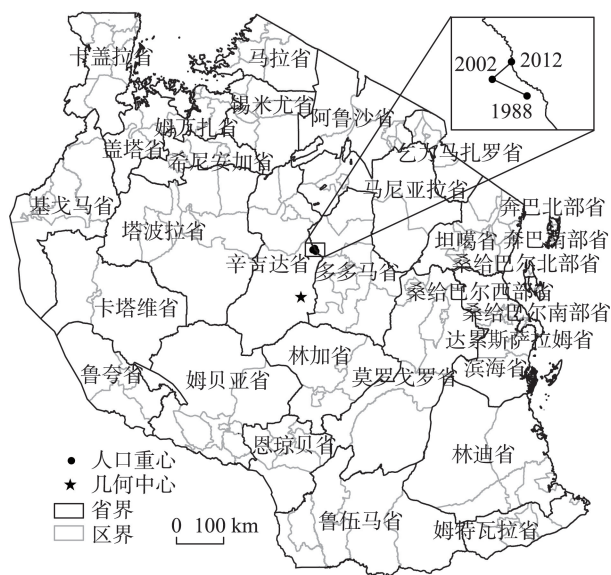 卡盖拉省
马拉省
2002
2012
1988
锡米尤省
阿鲁沙省
姆万扎省
盖塔省
希尼安加省
乞力马扎罗省
基戈马省
马尼亚拉省
塔波拉省
奔巴北部省
坦噶省
奔巴南部省
辛吉达省
多多马省
桑给巴尔北部省
卡塔维省
桑给巴尔西部省
桑给巴尔南部省
达累斯萨拉姆省
林加省
滨海省
鲁夸省
姆贝亚省
莫罗戈罗省
恩琼贝省
林迪省
鲁伍马省
姆特瓦拉省
人口重心
几何中心
省界
区界
0 100 km